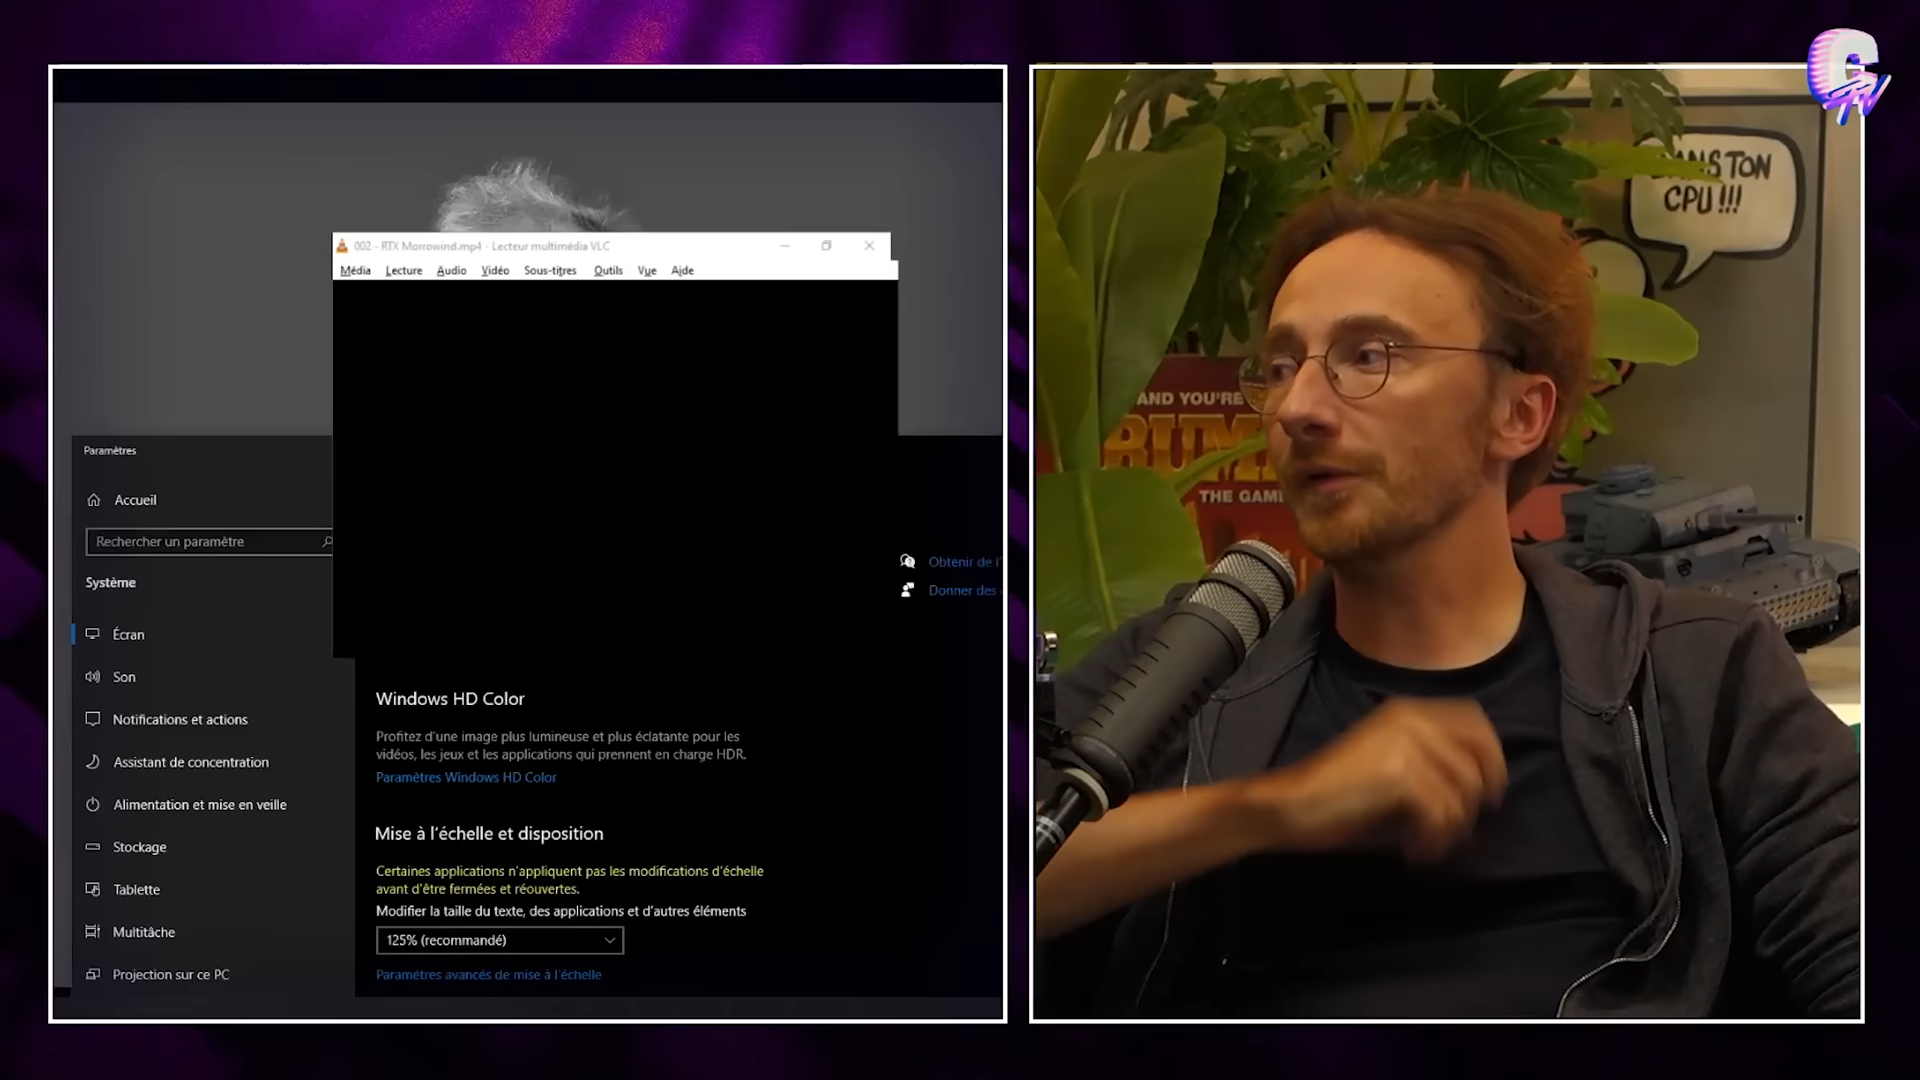 002 - RTX Morrowind.mp4 - Lecteur multimédia VLC
Média Lecture Audio Vidéo Sous-titres Outils Vue Aide
Paramètres
Accueil
Rechercher un paramètre
Système
Écran
Son
Notifications et actions
Assistant de concentration
Alimentation et mise en veille
Stockage
Tablette
Multitâche
Projection sur ce PC
Obtenir de l'
Donner des
Windows HD Color
Profitez d'une image plus lumineuse et plus éclatante pour les
vidéos, les jeux et les applications qui prennent en charge HDR.
Paramètres Windows HD Color
Mise à l'échelle et disposition
Certaines applications n'appliquent pas les modifications d'échelle
avant d'être fermées et réouvertes.
Modifier la taille du texte, des applications et d'autres éléments
125% (recommandé)
Paramètres avancés de mise à l'échelle
TON
CPU !!!
AND YOU'RE
THE GAME
G
TV